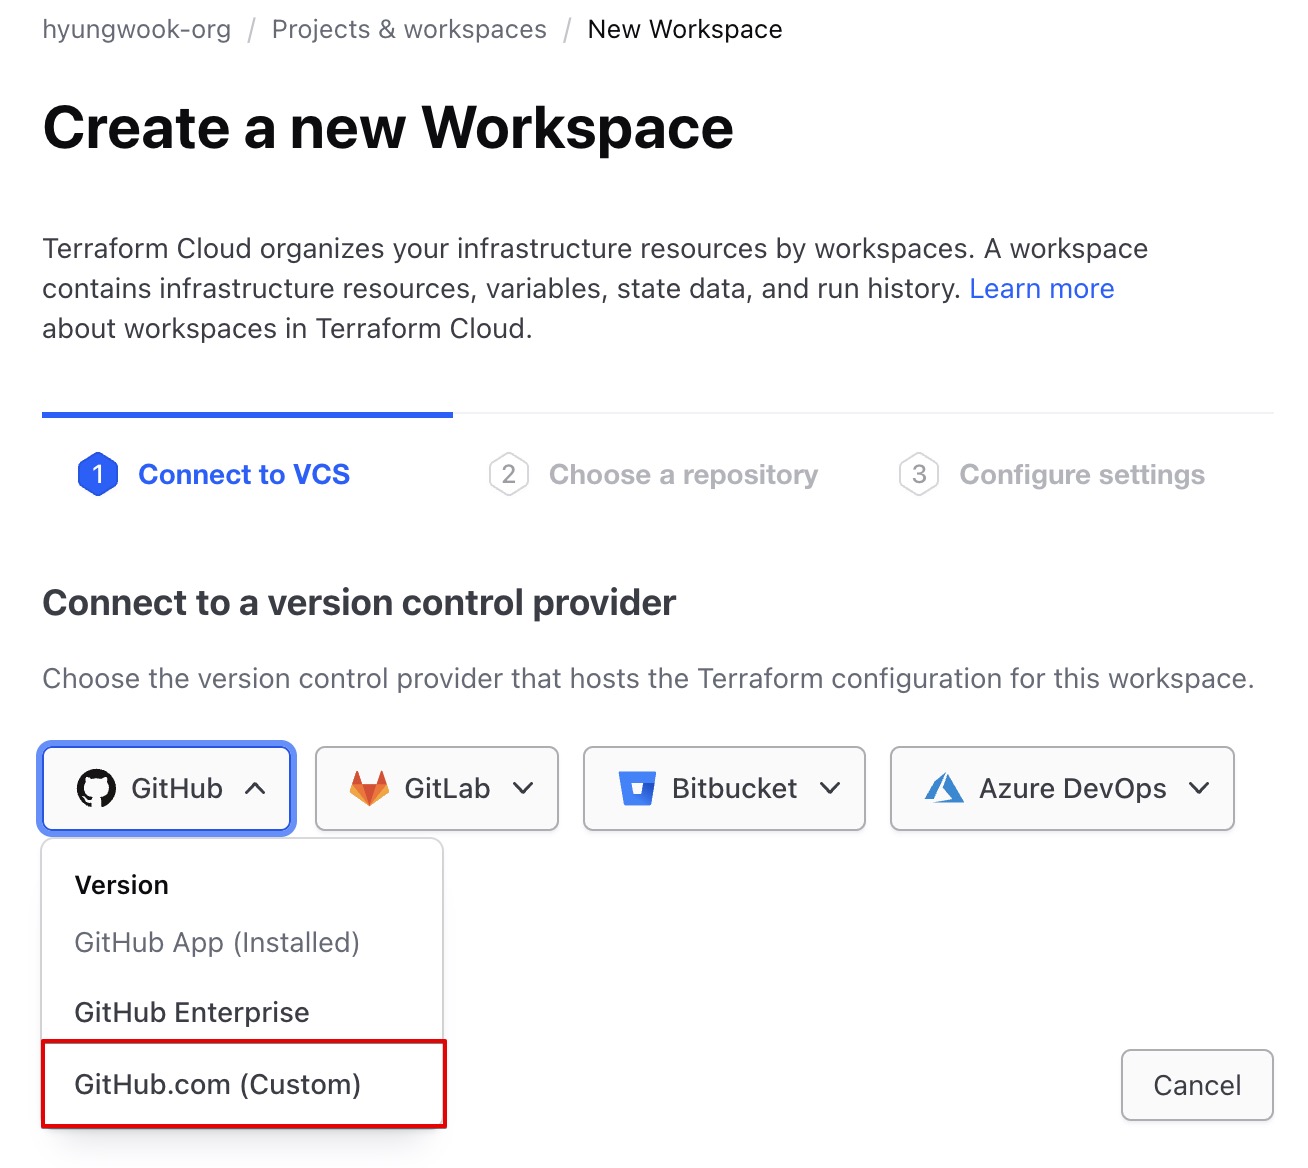 hyungwook-org / Projects & workspaces / New Workspace
Create a new Workspace
Terraform Cloud organizes your infrastructure resources by workspaces. A workspace
contains infrastructure resources, variables, state data, and run history. Learn more
about workspaces in Terraform Cloud.
1 Connect to VCS 2 Choose a repository 3 Configure settings
Connect to a version control provider
Choose the version control provider that hosts the Terraform configuration for this workspace.
GitHub GitLab Bitbucket Azure DevOps
Version
GitHub App (Installed)
GitHub Enterprise
GitHub.com (Custom)
Cancel